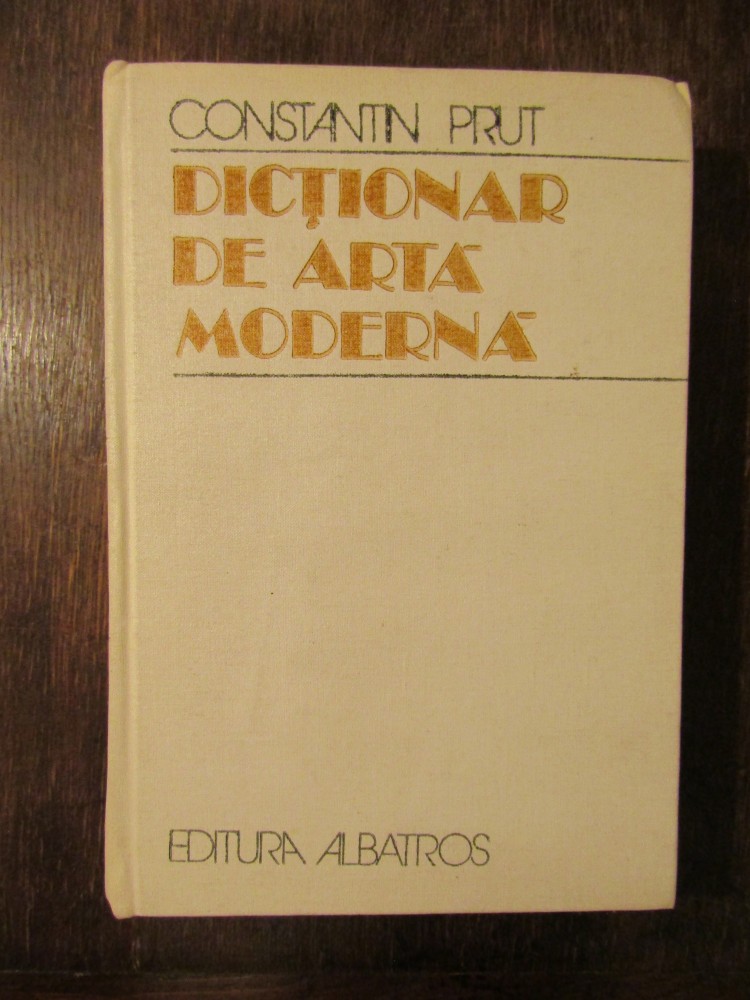 CONSTANTIN PRUT
DICȚIONAR
DE ARTĂ
MODERNĂ
EDITURA ALBATROS